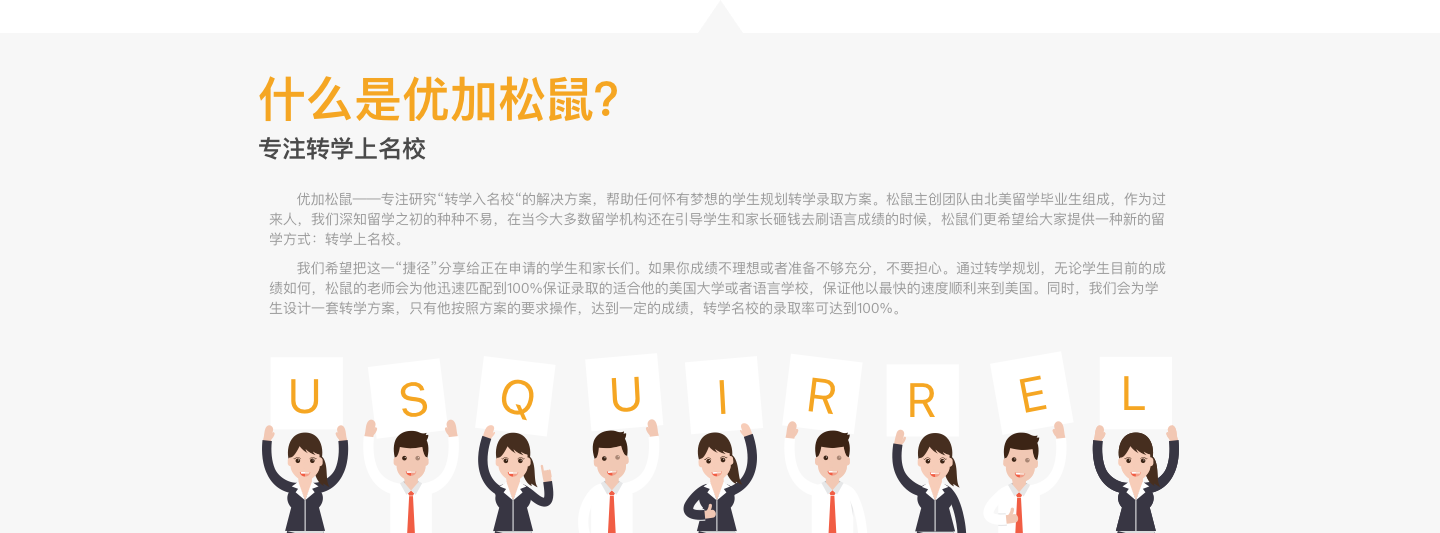 什么是优加松鼠?
专注转学上名校
优加松鼠——专注研究“转学入名校“的解决方案，帮助任何怀有梦想的学生规划转学录取方案。松鼠主创团队由北美留学毕业生组成，作为过
来人，我们深知留学之初的种种不易，在当今大多数留学机构还在引导学生和家长砸钱去刷语言成绩的时候，松鼠们更希望给大家提供一种新的留
学方式：转学上名校。
我们希望把这一“捷径”分享给正在申请的学生和家长们。如果你成绩不理想或者准备不够充分，不要担心。通过转学规划，无论学生目前的成
绩如何，松鼠的老师会为他迅速匹配到100%保证录取的适合他的美国大学或者语言学校，保证他以最快的速度顺利来到美国。同时，我们会为学
生设计一套转学方案，只有他按照方案的要求操作，达到一定的成绩，转学名校的录取率可达到100%。
U S Q U I R R E L